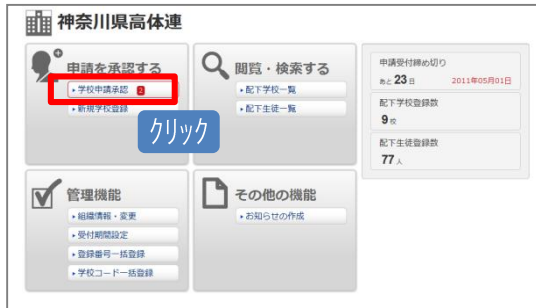 神奈川県高体連
申請を承認する
学校申請承認 2
新規学校登録
クリック
閲覧・検索する
配下学校一覧
配下生徒一覧
申請受付締め切り
あと 23 日 2011年05月01日
配下学校登録数
9 校
配下生徒登録数
77 人
管理機能
組織情報・変更
受付期間設定
登録番号一括登録
学校コード一括登録
その他の機能
お知らせの作成